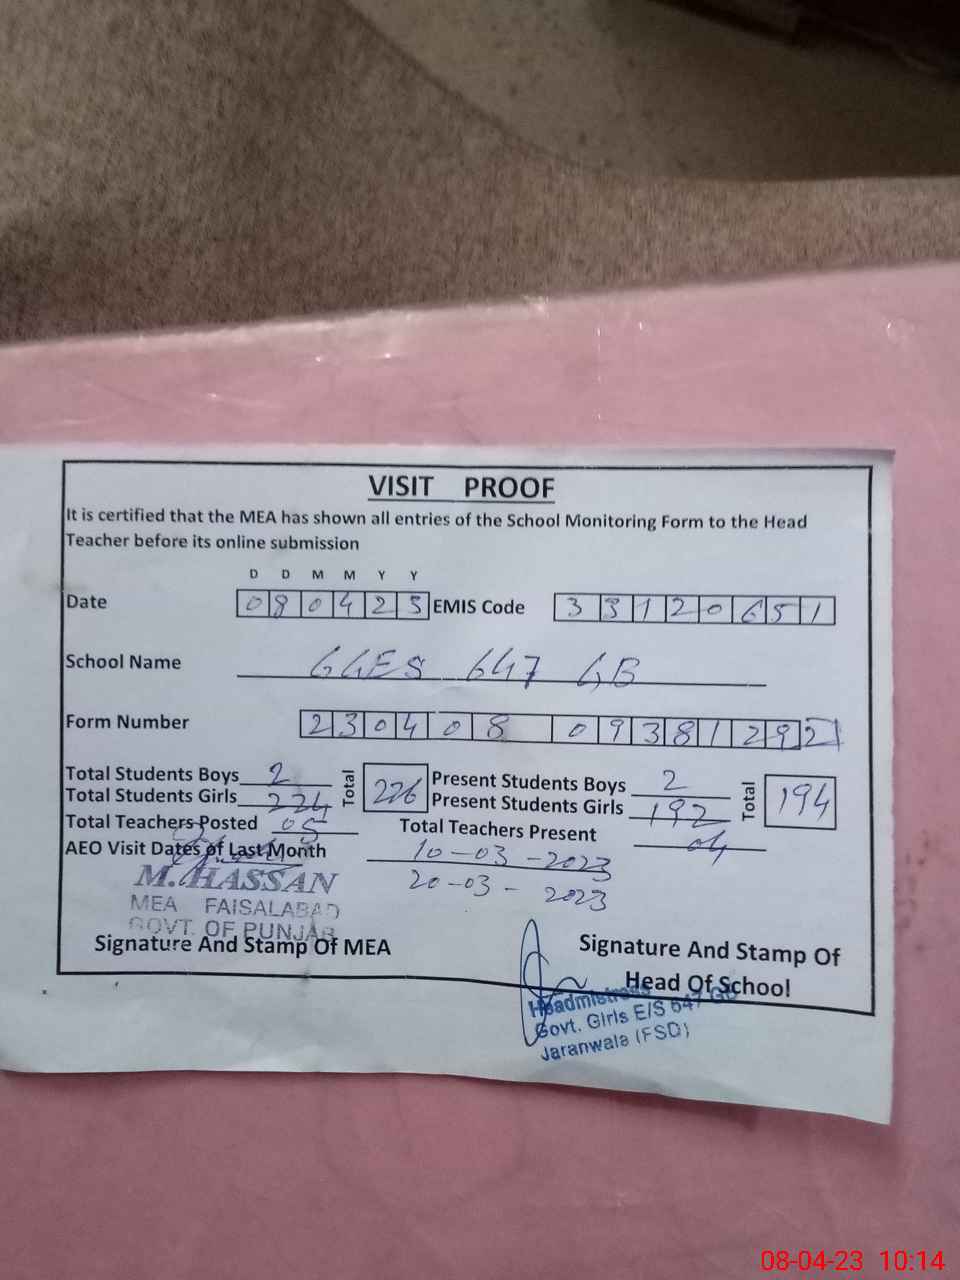 VISIT PROOF
It is certified that the MEA has shown all entries of the School Monitoring Form to the Head
Teacher before its online submission
D D M M Y Y
Date 080423 EMIS Code 33120651
School Name GGES 647 GB
Form Number 230408 09381292
Total Students Boys 2 Total 226 Present Students Boys 2 Total 194
Total Students Girls 224 Present Students Girls 192
Total Teachers Posted 05 Total Teachers Present 04
AEO Visit Dates of Last Month 10-03-2023
20-03-2023
M. HASSAN
MEA FAISALABAD
GOVT. OF PUNJAB
Signature And Stamp Of MEA
Signature And Stamp Of
Head Of School
Headmistress
Govt. Girls E/S 647 GB
Jaranwala (FSD)
08-04-23 10:14